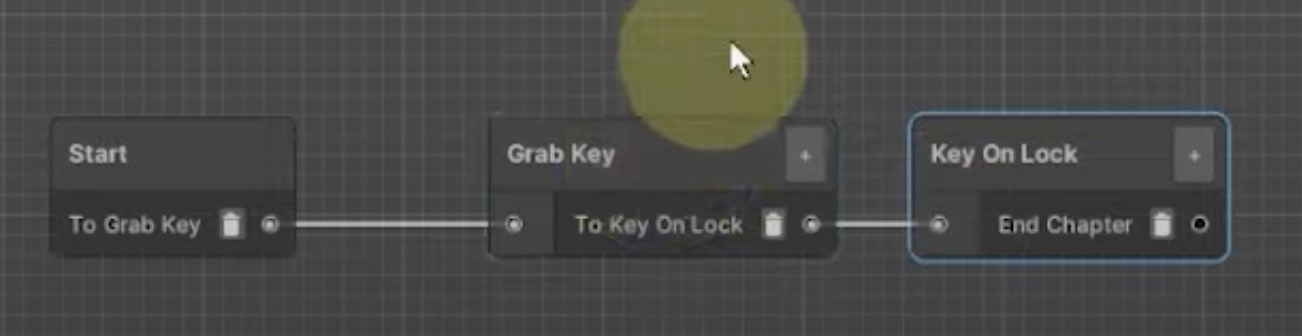 Start
Grab Key
+
Key On Lock
+
To Grab Key
To Key On Lock
End Chapter